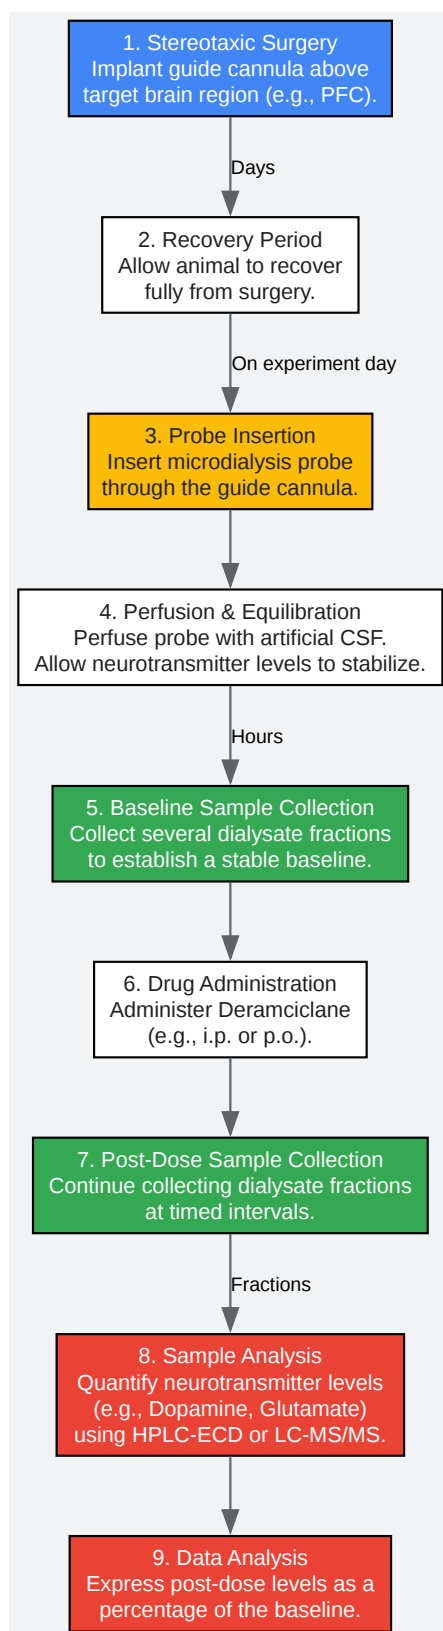 1. Stereotaxic Surgery
Implant guide cannula above
target brain region (e.g., PFC).
Days
2. Recovery Period
Allow animal to recover
fully from surgery.
On experiment day
3. Probe Insertion
Insert microdialysis probe
through the guide cannula.
4. Perfusion & Equilibration
Perfuse probe with artificial CSF.
Allow neurotransmitter levels to stabilize.
Hours
5. Baseline Sample Collection
Collect several dialysate fractions
to establish a stable baseline.
6. Drug Administration
Administer Deramciclane
(e.g., i.p. or p.o.).
7. Post-Dose Sample Collection
Continue collecting dialysate fractions
at timed intervals.
Fractions
8. Sample Analysis
Quantify neurotransmitter levels
(e.g., Dopamine, Glutamate)
using HPLC-ECD or LC-MS/MS.
9. Data Analysis
Express post-dose levels as a
percentage of the baseline.